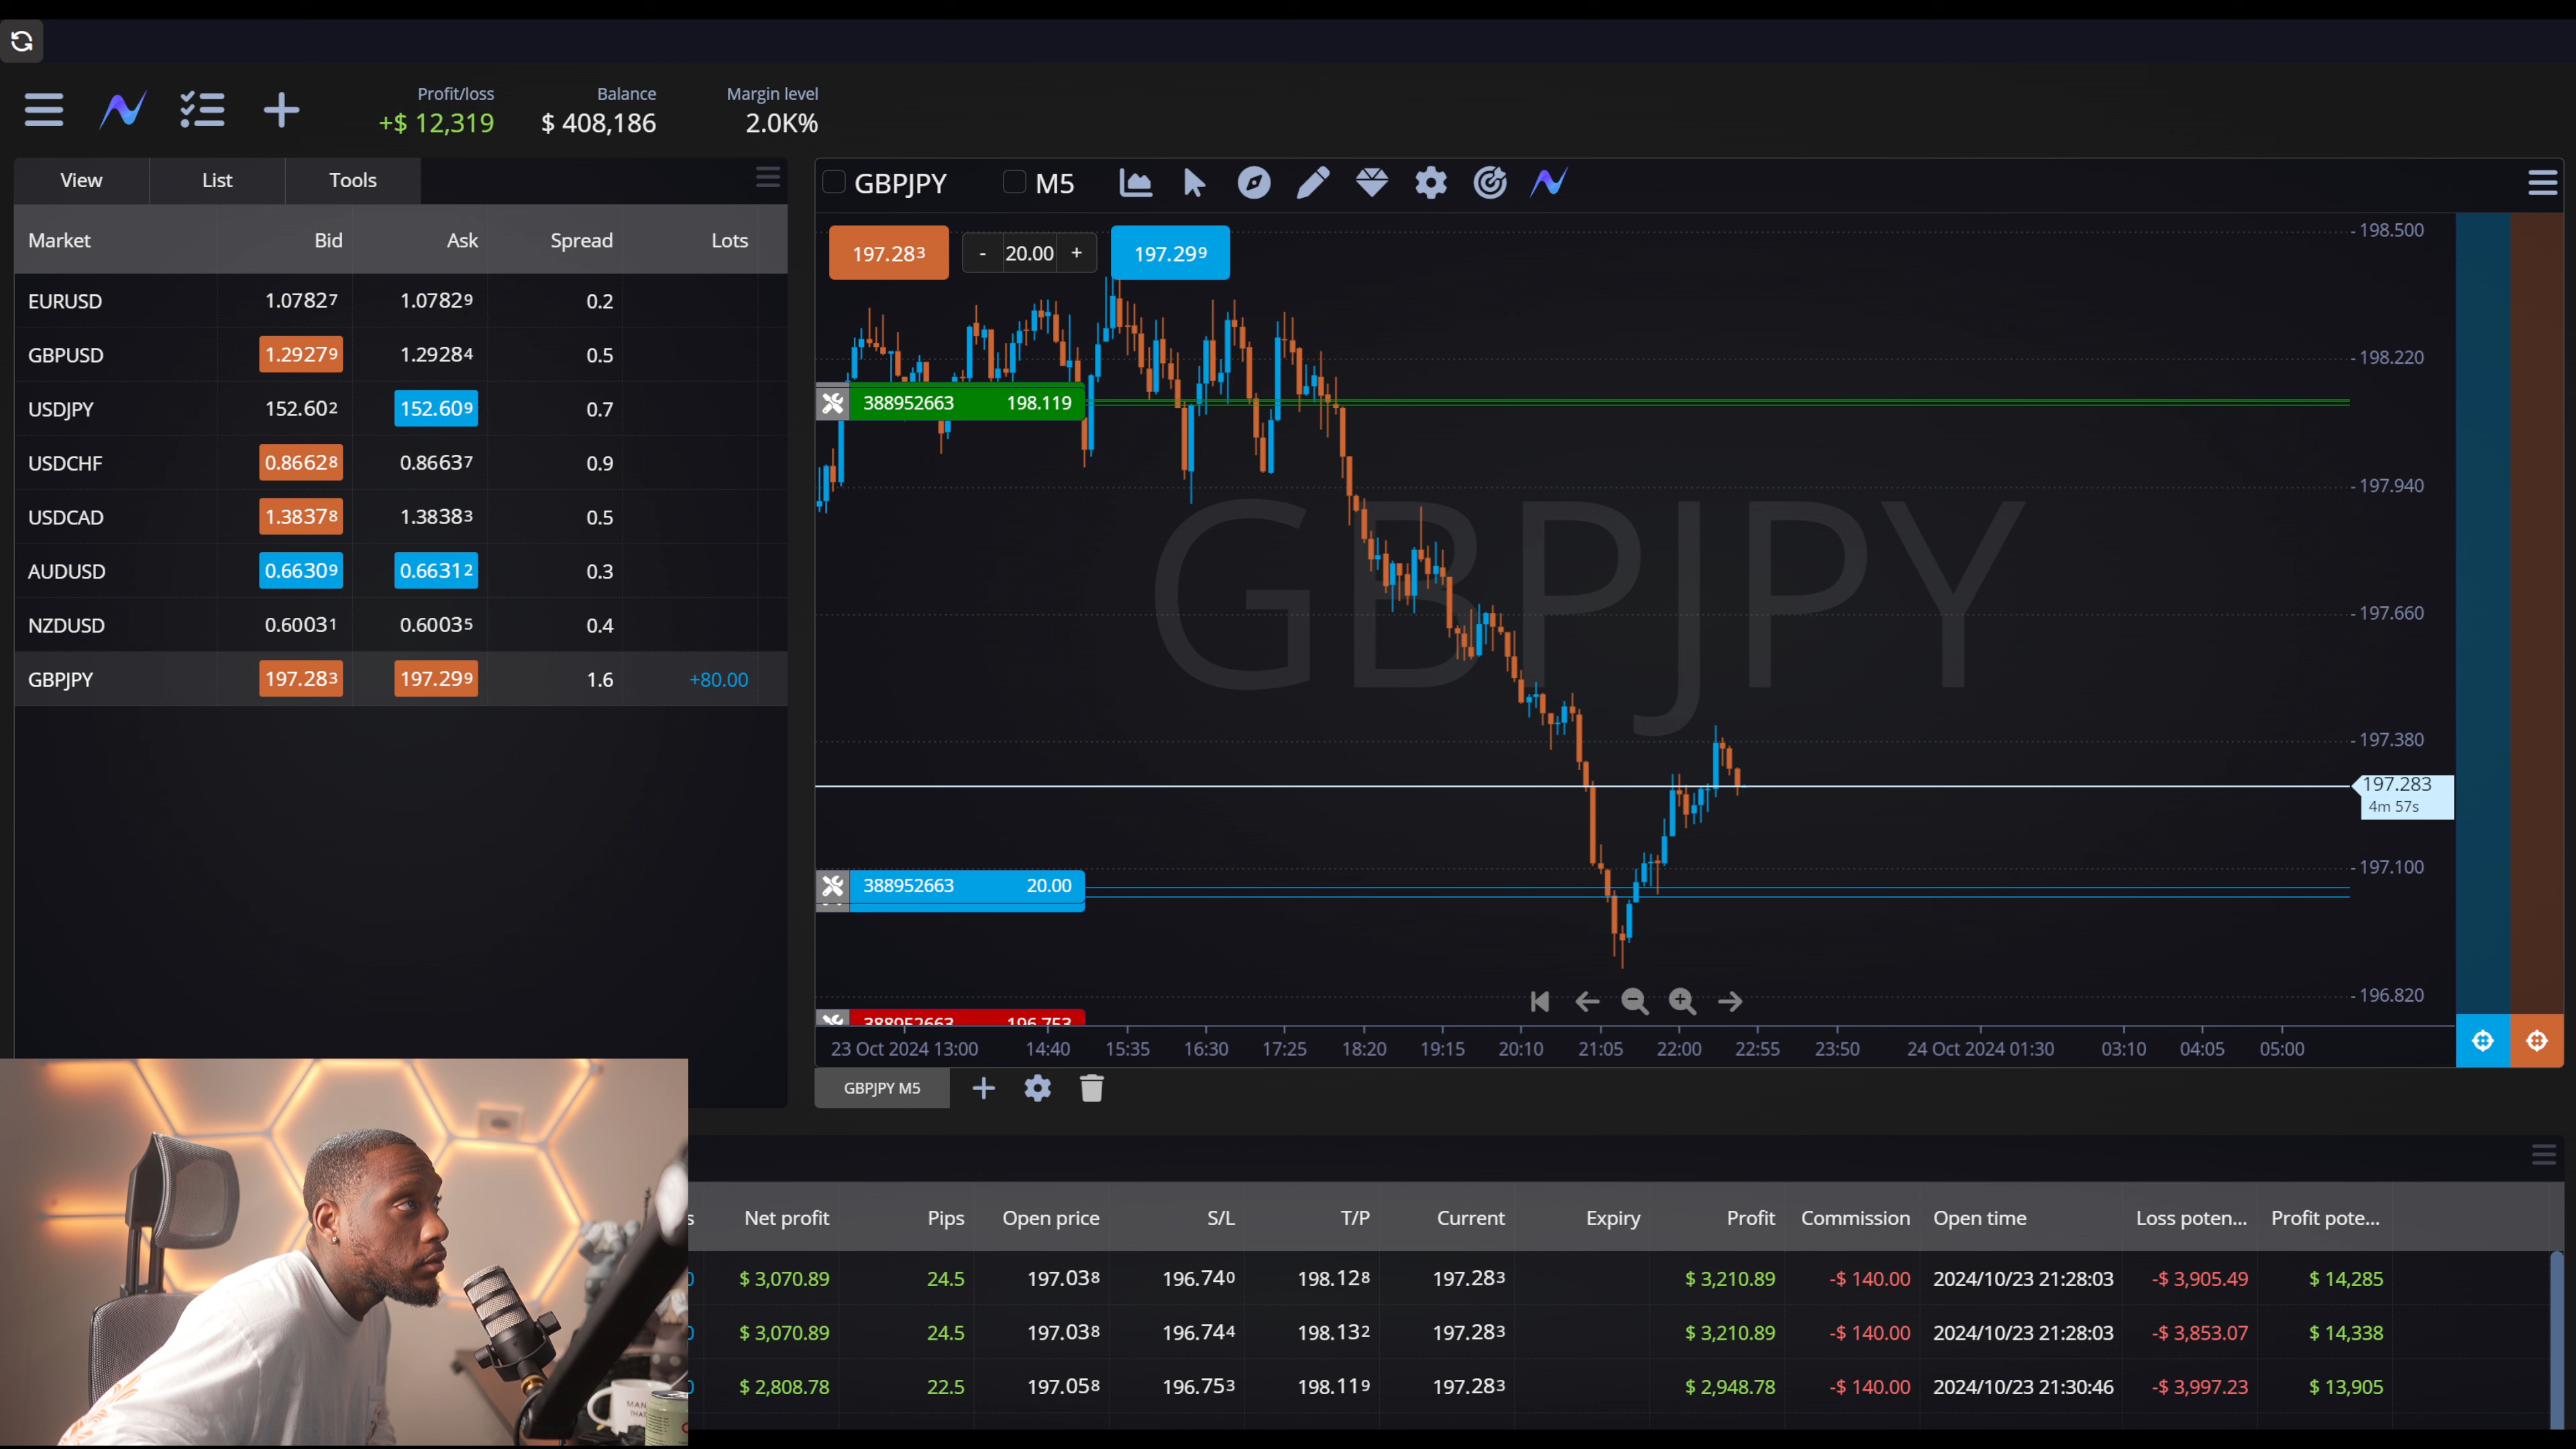 Profit/loss Balance Margin level
+$ 12,319 $ 408,186 2.0K%
View List Tools
Market Bid Ask Spread Lots
EURUSD 1.07827 1.07829 0.2
GBPUSD 1.29279 1.29284 0.5
USDJPY 152.602 152.609 0.7
USDCHF 0.86628 0.86637 0.9
USDCAD 1.38378 1.38383 0.5
AUDUSD 0.66309 0.66312 0.3
NZDUSD 0.60031 0.60035 0.4
GBPJPY 197.283 197.299 1.6 +80.00
GBPJPY M5
197.283 - 20.00 + 197.299
198.500
198.220
388952663 198.119
197.940
GBPJPY
197.660
197.380
197.283
4m 57s
197.100
388952663 20.00
196.820
388952663 196.753
23 Oct 2024 13:00 14:40 15:35 16:30 17:25 18:20 19:15 20:10 21:05 22:00 22:55 23:50 24 Oct 2024 01:30 03:10 04:05 05:00
GBPJPY M5
Net profit Pips Open price S/L T/P Current Expiry Profit Commission Open time Loss poten... Profit pote...
$ 3,070.89 24.5 197.038 196.740 198.128 197.283 $ 3,210.89 -$ 140.00 2024/10/23 21:28:03 -$ 3,905.49 $ 14,285
$ 3,070.89 24.5 197.038 196.744 198.132 197.283 $ 3,210.89 -$ 140.00 2024/10/23 21:28:03 -$ 3,853.07 $ 14,338
$ 2,808.78 22.5 197.058 196.753 198.119 197.283 $ 2,948.78 -$ 140.00 2024/10/23 21:30:46 -$ 3,997.23 $ 13,905